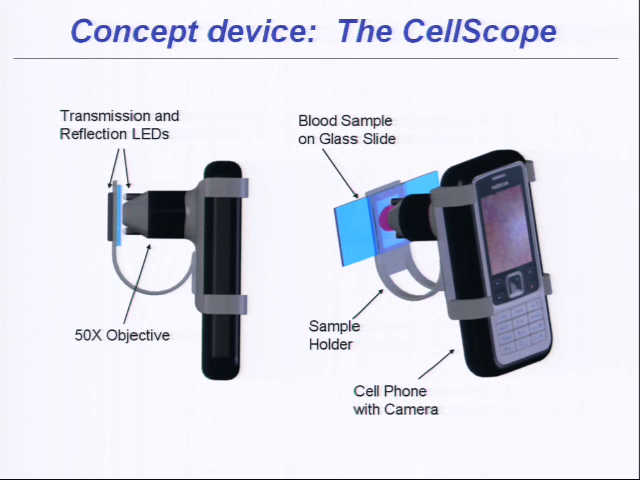 Concept device: The CellScope
Transmission and
Reflection LEDs
Blood Sample
on Glass Slide
NOKIA
50X Objective
Sample
Holder
Cell Phone
with Camera